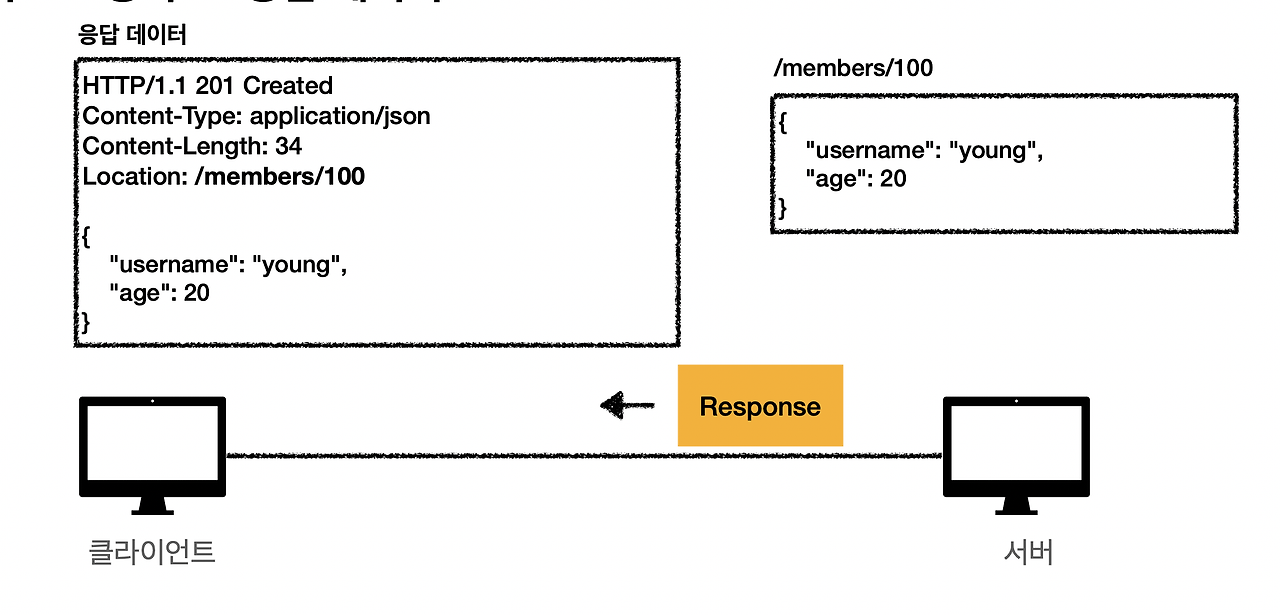 응답 데이터
HTTP/1.1 201 Created
Content-Type: application/json
Content-Length: 34
Location: /members/100
{
"username": "young",
"age": 20
}
/members/100
{
"username": "young",
"age": 20
}
Response
클라이언트
서버